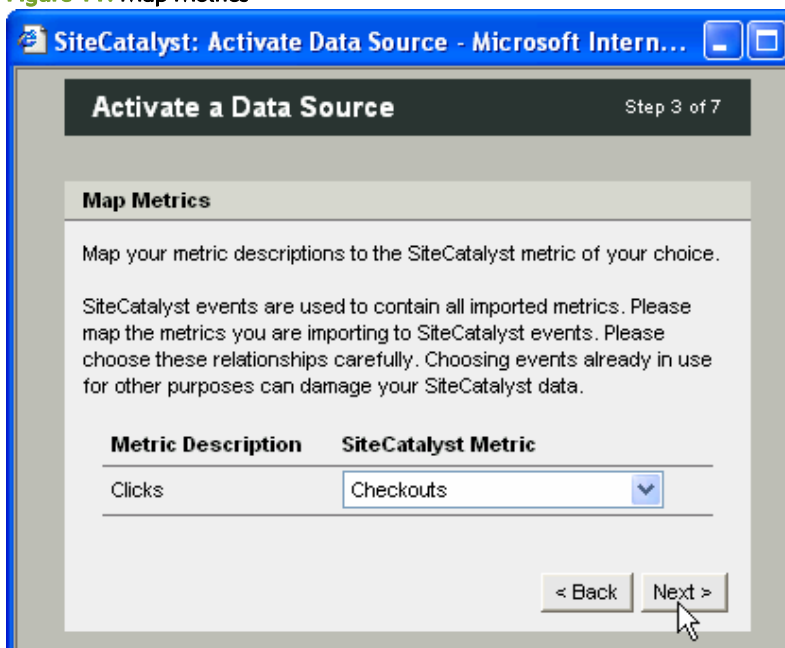 Map Metrics
SiteCatalyst: Activate Data Source - Microsoft Intern...
Activate a Data Source
Step 3 of 7
Map Metrics
Map your metric descriptions to the SiteCatalyst metric of your choice.
SiteCatalyst events are used to contain all imported metrics. Please
map the metrics you are importing to SiteCatalyst events. Please
choose these relationships carefully. Choosing events already in use
for other purposes can damage your SiteCatalyst data.
Metric Description SiteCatalyst Metric
Clicks Checkouts
< Back Next >